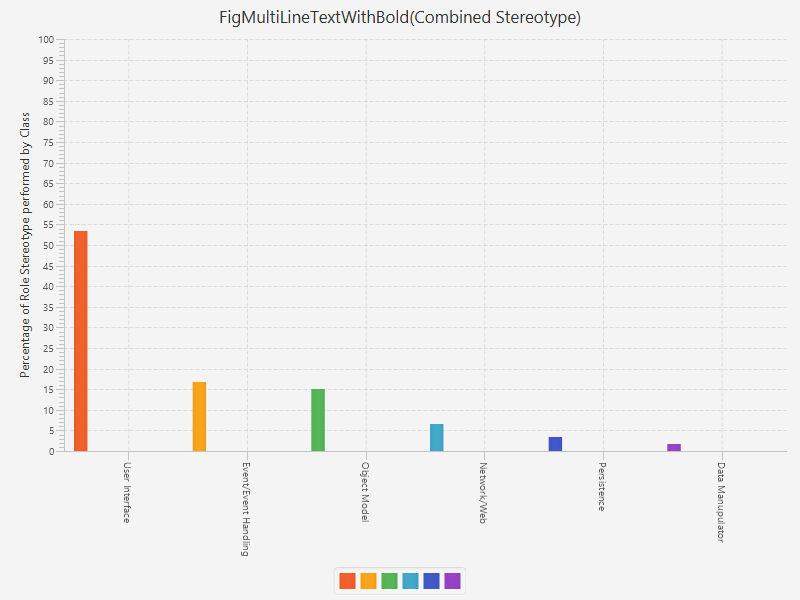 FigMultiLineTextWithBold(Combined Stereotype)
Percentage of Role Stereotype performed by Class
100
95
90
85
80
75
70
65
60
55
50
45
40
35
30
25
20
15
10
5
0
User Interface
Event/Event Handling
Object Model
Network/Web
Persistence
Data Manupulator